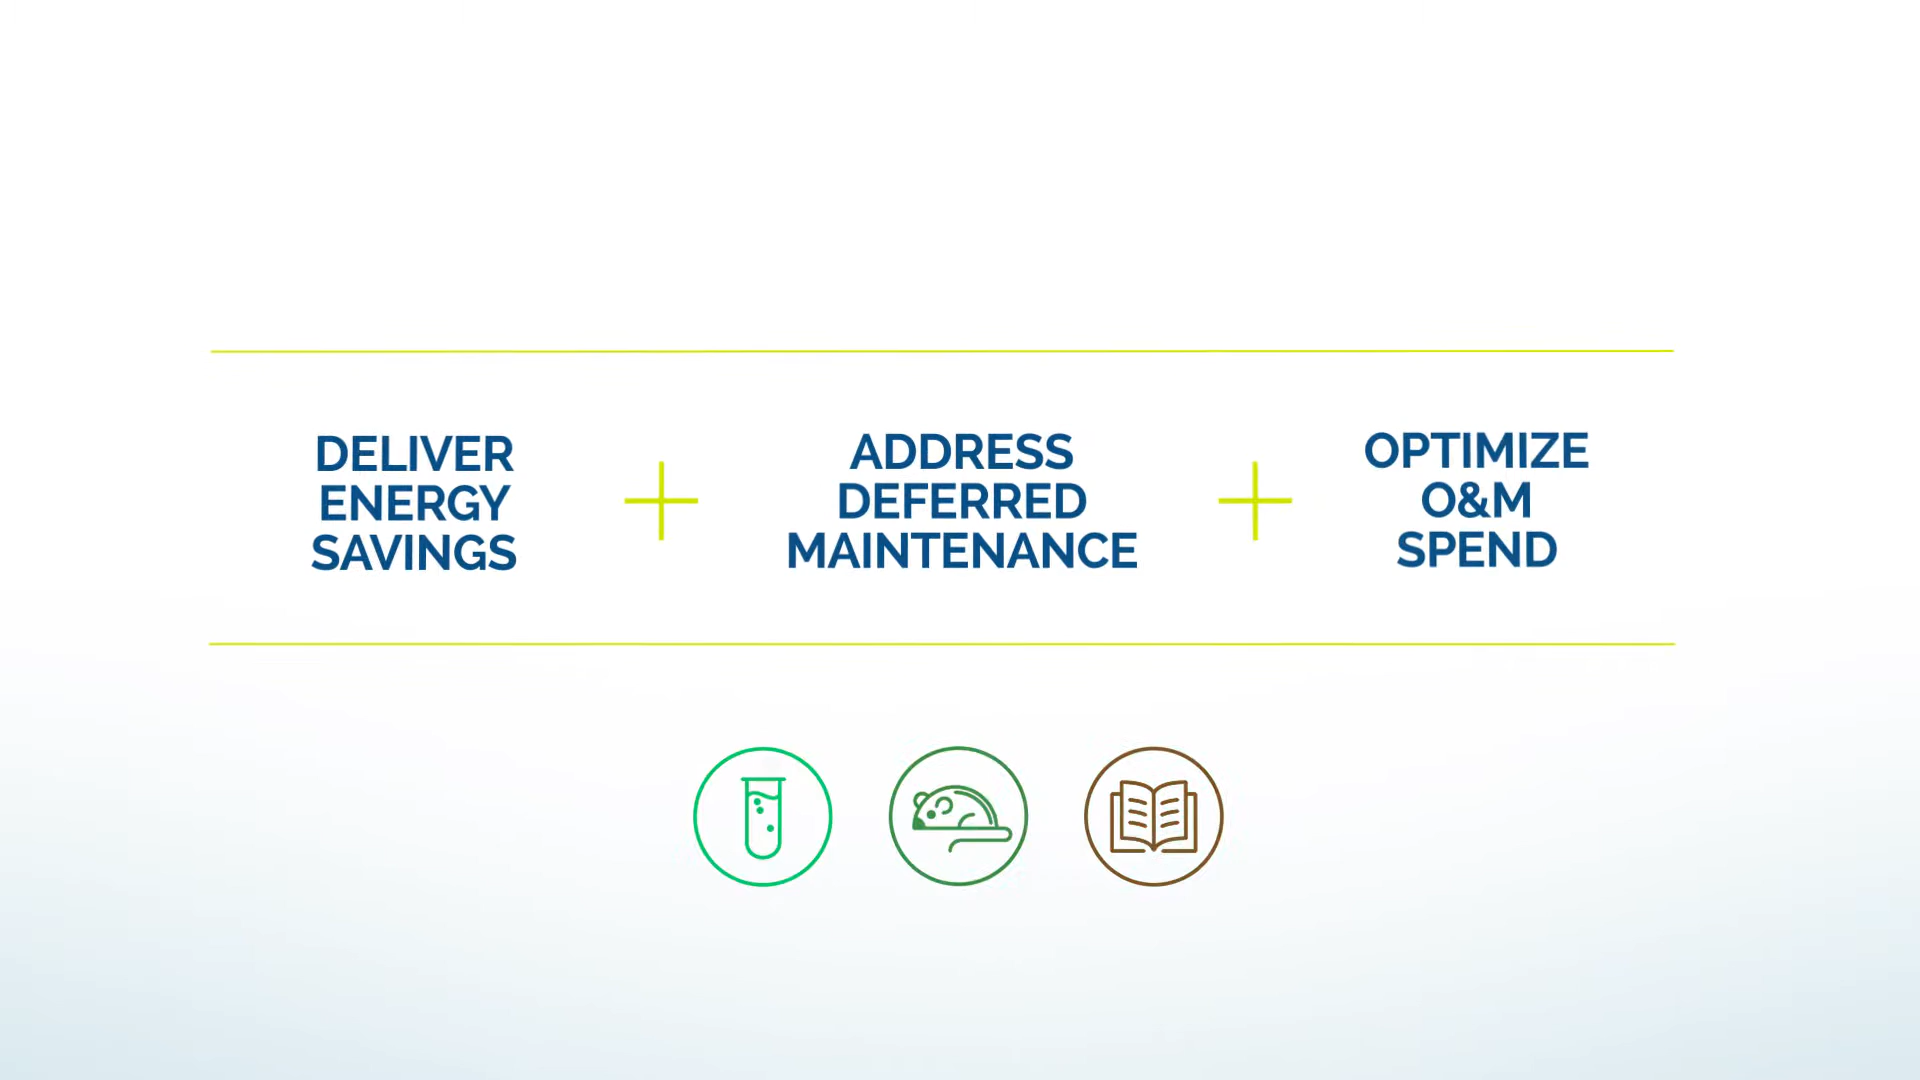 DELIVER
ENERGY
SAVINGS
ADDRESS
DEFERRED
MAINTENANCE
OPTIMIZE
O&M
SPEND